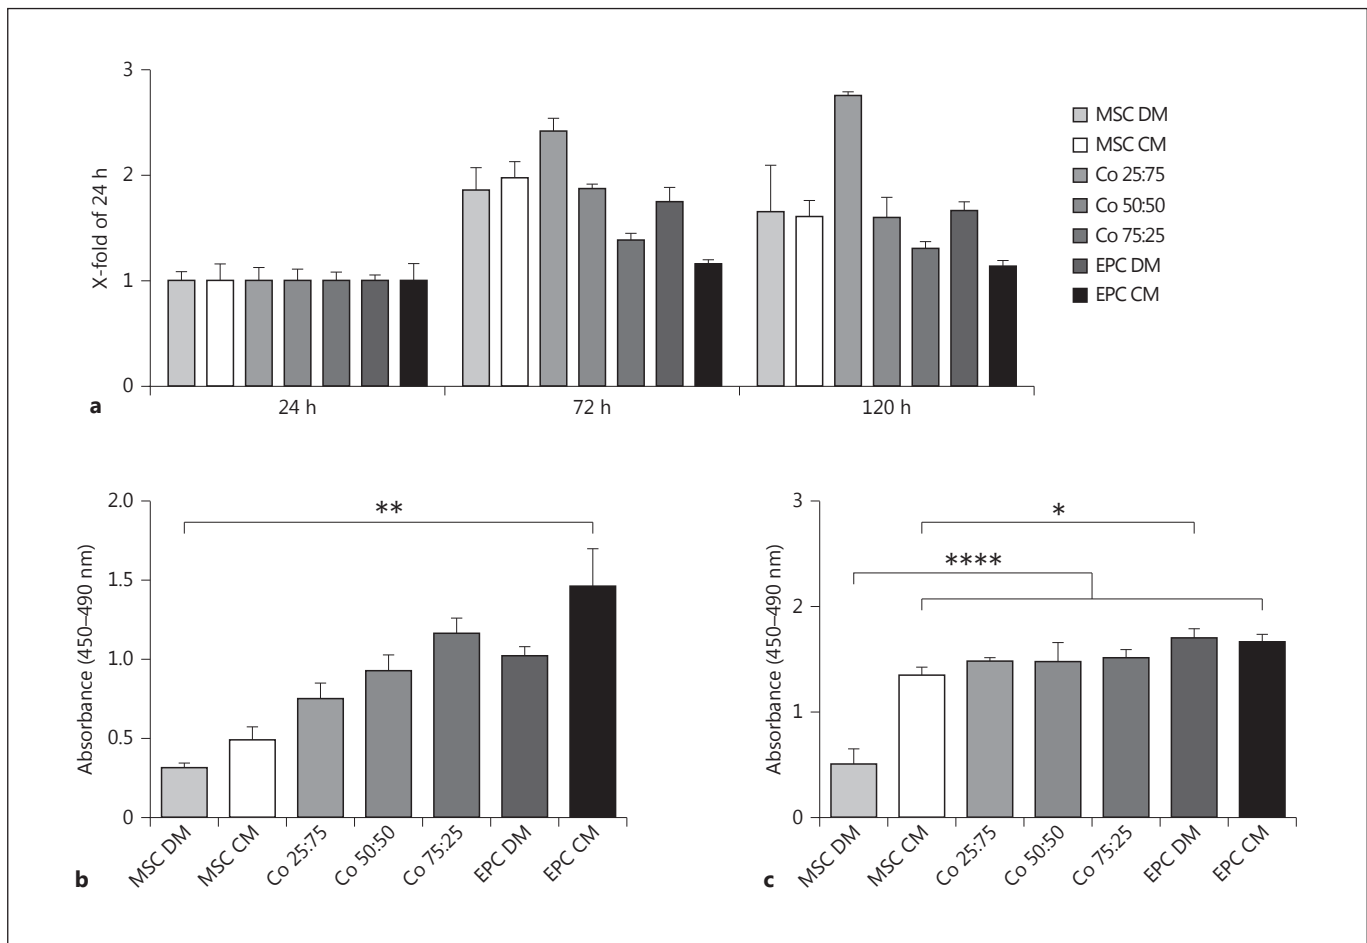 3
2
1
0
X-fold of 24 h
24 h
72 h
120 h
MSC DM
MSC CM
Co 25:75
Co 50:50
Co 75:25
EPC DM
EPC CM
a
2.0
1.5
1.0
0.5
0
Absorbance (450–490 nm)
**
MSC DM
MSC CM
Co 25:75
Co 50:50
Co 75:25
EPC DM
EPC CM
b
3
2
1
0
Absorbance (450–490 nm)
*
****
MSC DM
MSC CM
Co 25:75
Co 50:50
Co 75:25
EPC DM
EPC CM
c